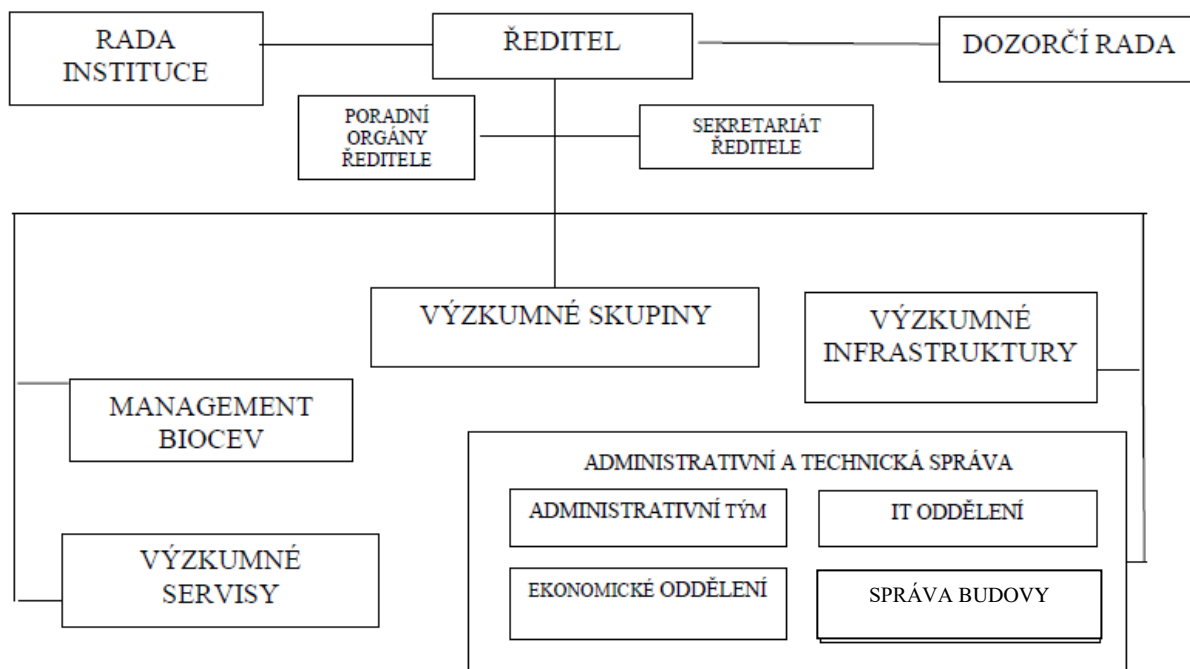 RADA
INSTITUCE
ŘEDITEL
DOZORČÍ RADA
PORADNÍ
ORGÁNY
ŘEDITELE
SEKRETARIÁT
ŘEDITELE
VÝZKUMNÉ SKUPINY
VÝZKUMNÉ
INFRASTRUKTURY
MANAGEMENT
BIOCEV
ADMINISTRATIVNÍ A TECHNICKÁ SPRÁVA
ADMINISTRATIVNÍ TÝM
IT ODDĚLENÍ
VÝZKUMNÉ
SERVISY
EKONOMICKÉ ODDĚLENÍ
SPRÁVA BUDOVY